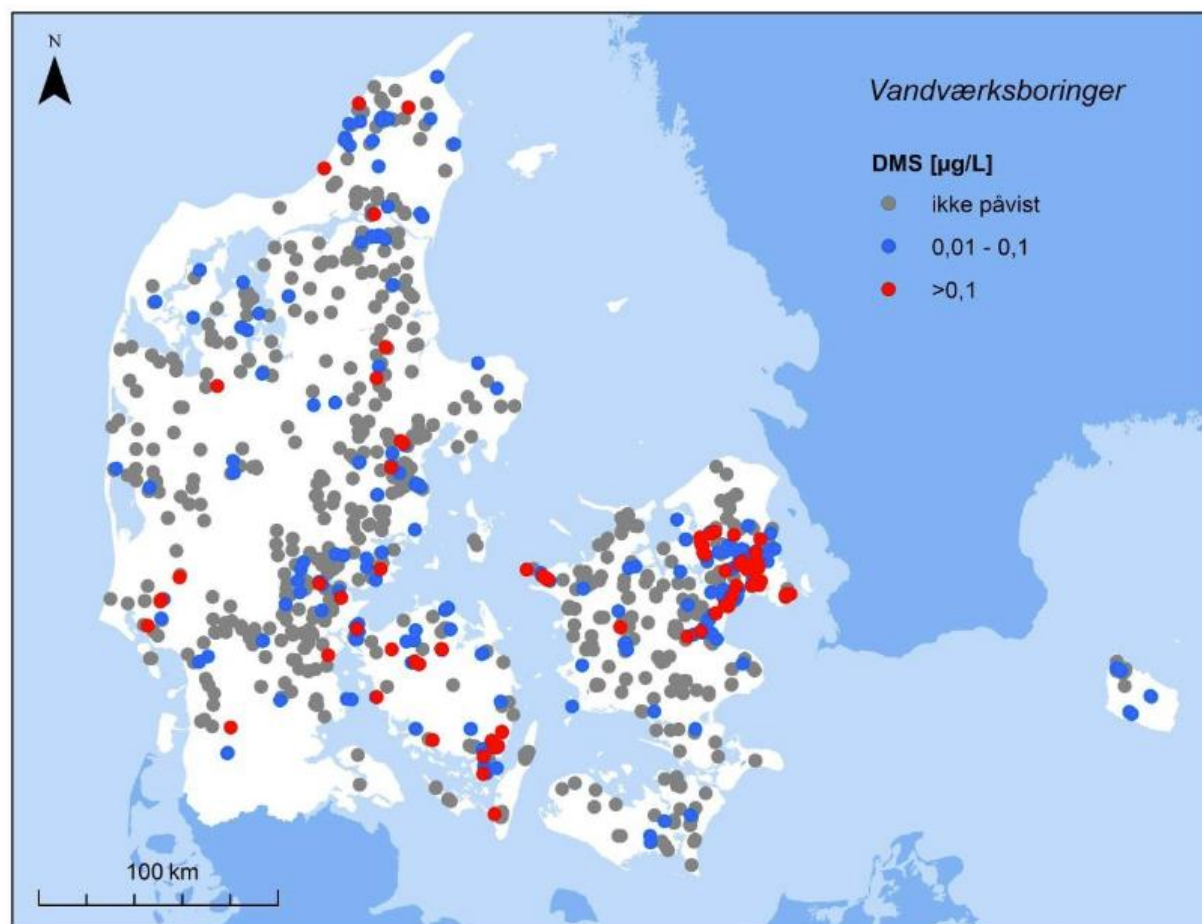 N
Vandværksboringer
DMS [µg/L]
ikke påvist
0,01 - 0,1
>0,1
100 km